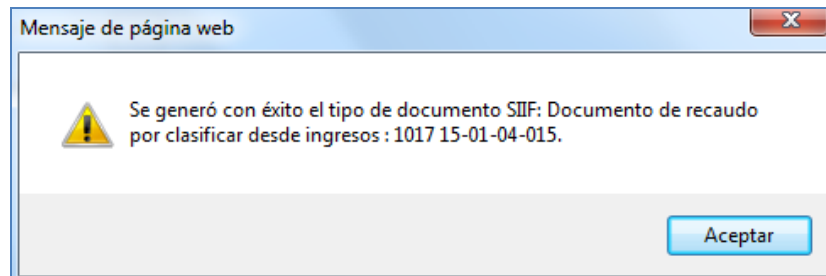 Mensaje de página web
Se generó con éxito el tipo de documento SIIF: Documento de recaudo
por clasificar desde ingresos : 1017 15-01-04-015.
Aceptar